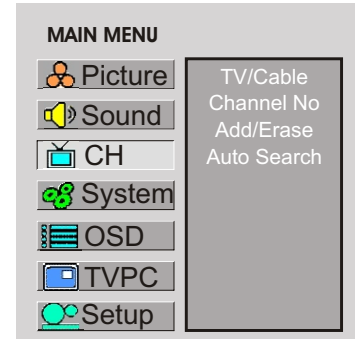 MAIN MENU
Picture
Sound
CH
System
OSD
TVPC
Setup
TV/Cable
Channel No
Add/Erase
Auto Search